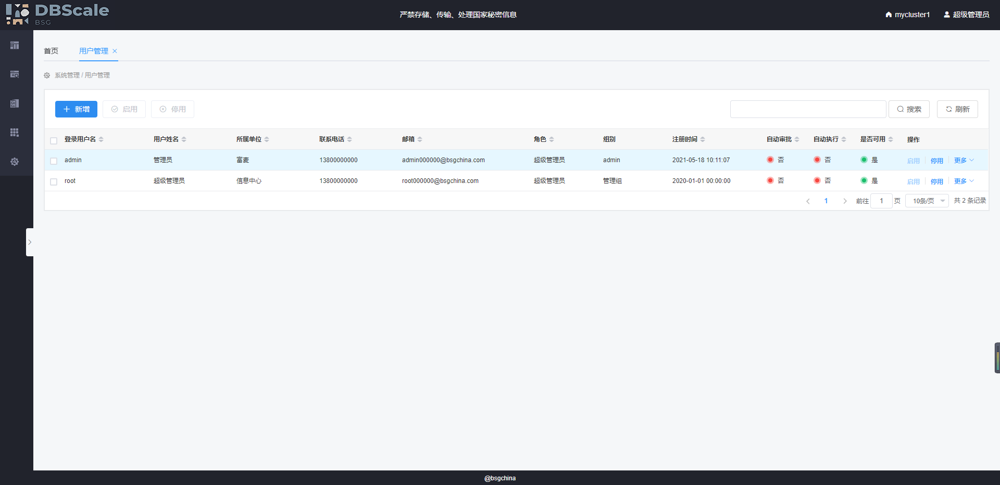 DBScale
BSG
严禁存储、传输、处理国家秘密信息
mycluster1 超级管理员
首页 用户管理
系统管理 / 用户管理
新增 启用 停用 搜索 刷新
登录用户名 用户姓名 所属单位 联系电话 邮箱 角色 组别 注册时间 自动审批 自动执行 是否可用 操作
admin 管理员 富麦 13800000000 admin000000@bsgchina.com 超级管理员 admin 2021-05-18 10:11:07 否 否 是 启用 停用 更多
root 超级管理员 信息中心 13800000000 root000000@bsgchina.com 超级管理员 管理组 2020-01-01 00:00:00 否 否 是 启用 停用 更多
1 前往 1 页 10条/页 共 2 条记录
@bsgchina